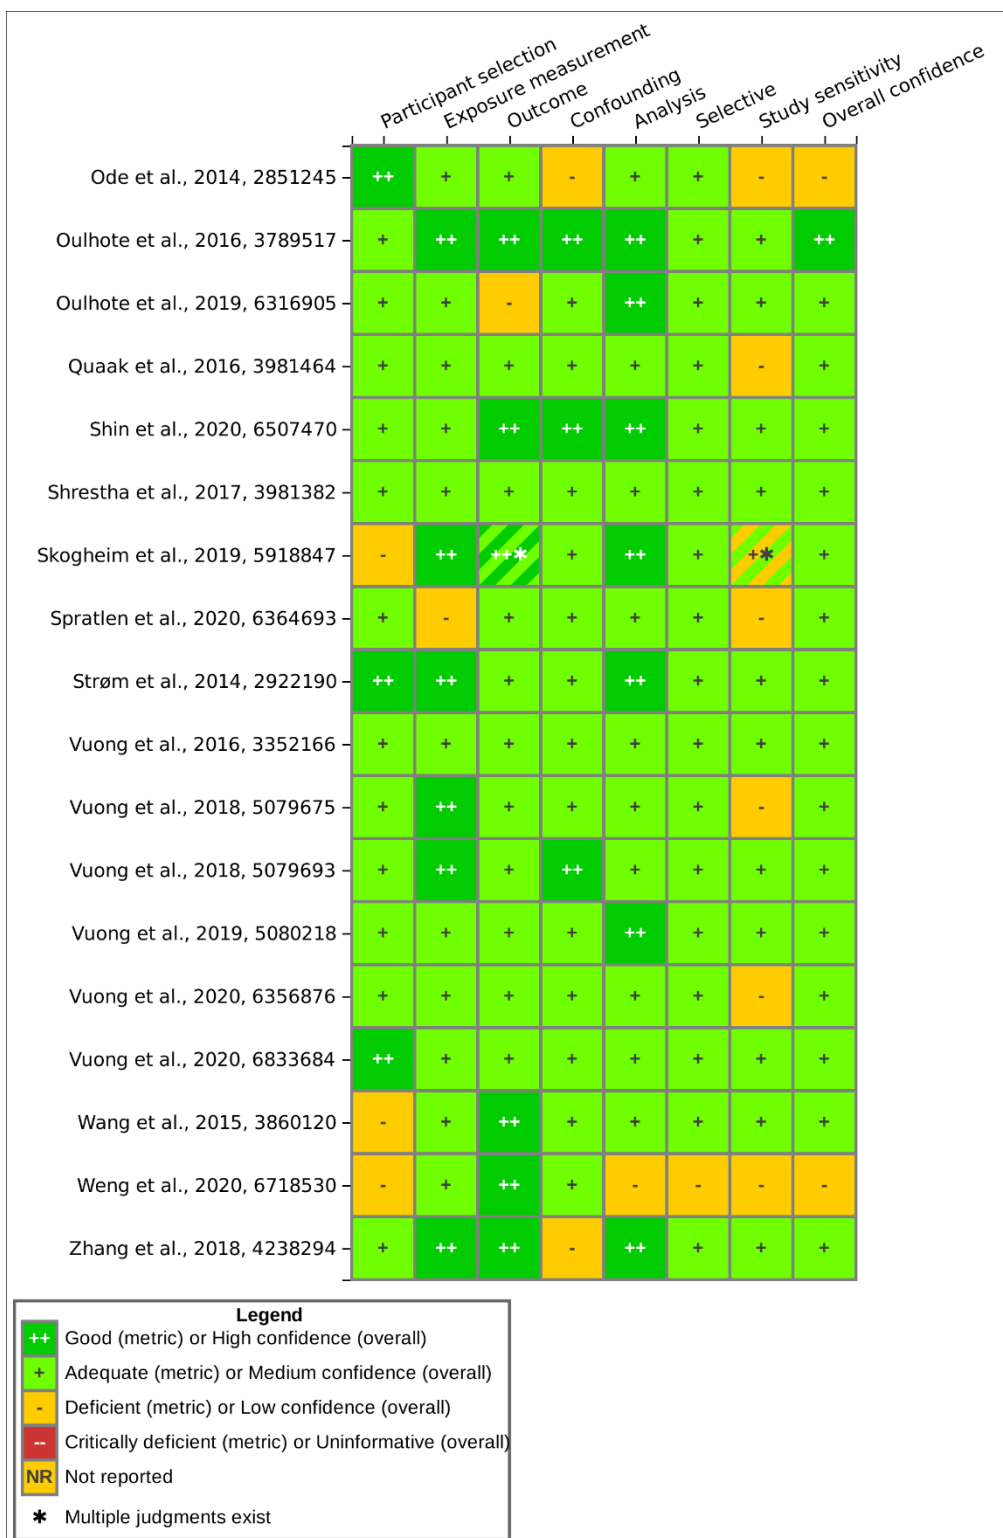 Participant selection
Exposure measurement
Outcome
Confounding
Analysis
Selective
Study sensitivity
Overall confidence
Ode et al., 2014, 2851245 ++ + + - + + - -
Oulhote et al., 2016, 3789517 + ++ ++ ++ ++ + + ++
Oulhote et al., 2019, 6316905 + + - + ++ + + +
Quaak et al., 2016, 3981464 + + + + + + - +
Shin et al., 2020, 6507470 + + ++ ++ ++ + + +
Shrestha et al., 2017, 3981382 + + + + + + + +
Skogheim et al., 2019, 5918847 - ++ ++✱ + ++ + +✱ +
Spratlen et al., 2020, 6364693 + - + + + + - +
Strøm et al., 2014, 2922190 ++ ++ + + ++ + + +
Vuong et al., 2016, 3352166 + + + + + + + +
Vuong et al., 2018, 5079675 + ++ + + + + - +
Vuong et al., 2018, 5079693 + ++ + ++ + + + +
Vuong et al., 2019, 5080218 + + + + ++ + + +
Vuong et al., 2020, 6356876 + + + + + + - +
Vuong et al., 2020, 6833684 ++ + + + + + + +
Wang et al., 2015, 3860120 - + ++ + + + + +
Weng et al., 2020, 6718530 - + ++ + - - - -
Zhang et al., 2018, 4238294 + ++ ++ - ++ + + +
Legend
++ Good (metric) or High confidence (overall)
+ Adequate (metric) or Medium confidence (overall)
- Deficient (metric) or Low confidence (overall)
-- Critically deficient (metric) or Uninformative (overall)
NR Not reported
✱ Multiple judgments exist